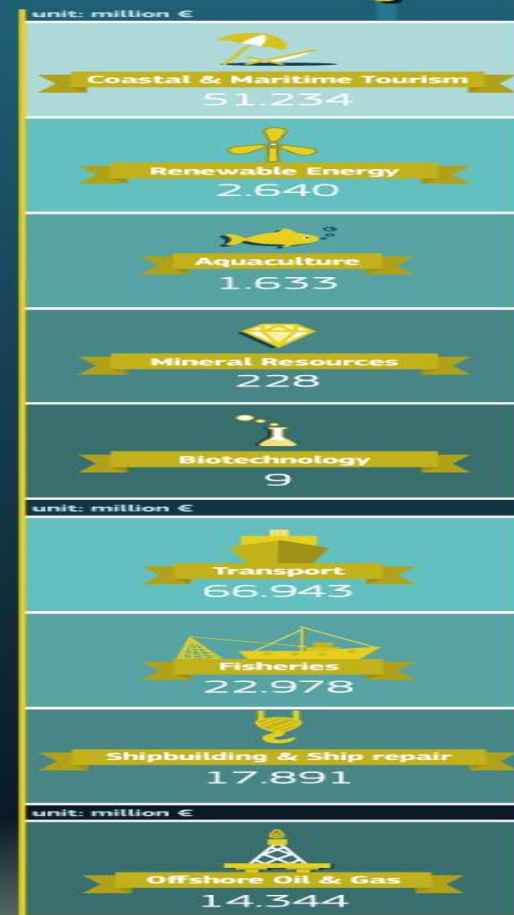 unit: million €
Coastal & Maritime Tourism
51.234
Renewable Energy
2.640
Aquaculture
1.633
Mineral Resources
228
Biotechnology
9
unit: million €
Transport
66.943
Fisheries
22.978
Shipbuilding & Ship repair
17.891
unit: million €
Offshore Oil & Gas
14.344